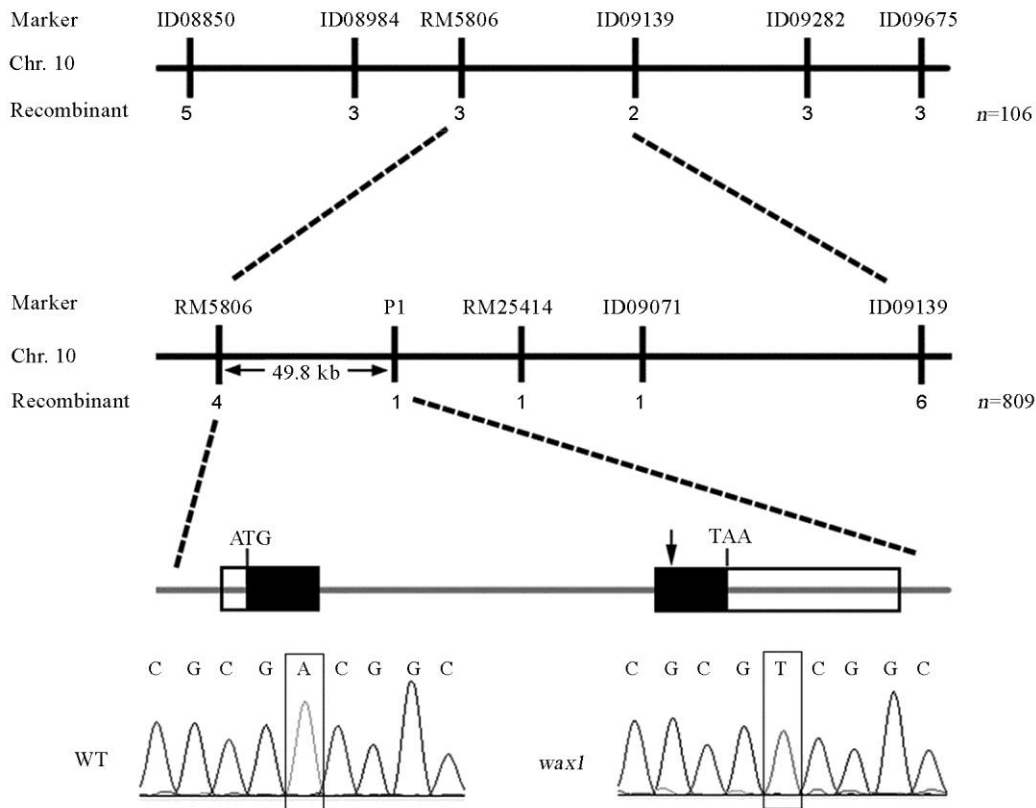 Marker ID08850 ID08984 RM5806 ID09139 ID09282 ID09675
Chr. 10
Recombinant 5 3 3 2 3 3 n=106
Marker RM5806 P1 RM25414 ID09071 ID09139
Chr. 10
49.8 kb
Recombinant 4 1 1 1 6 n=809
ATG TAA
C G C G A C G G C C G C G T C G G C
WT wax1